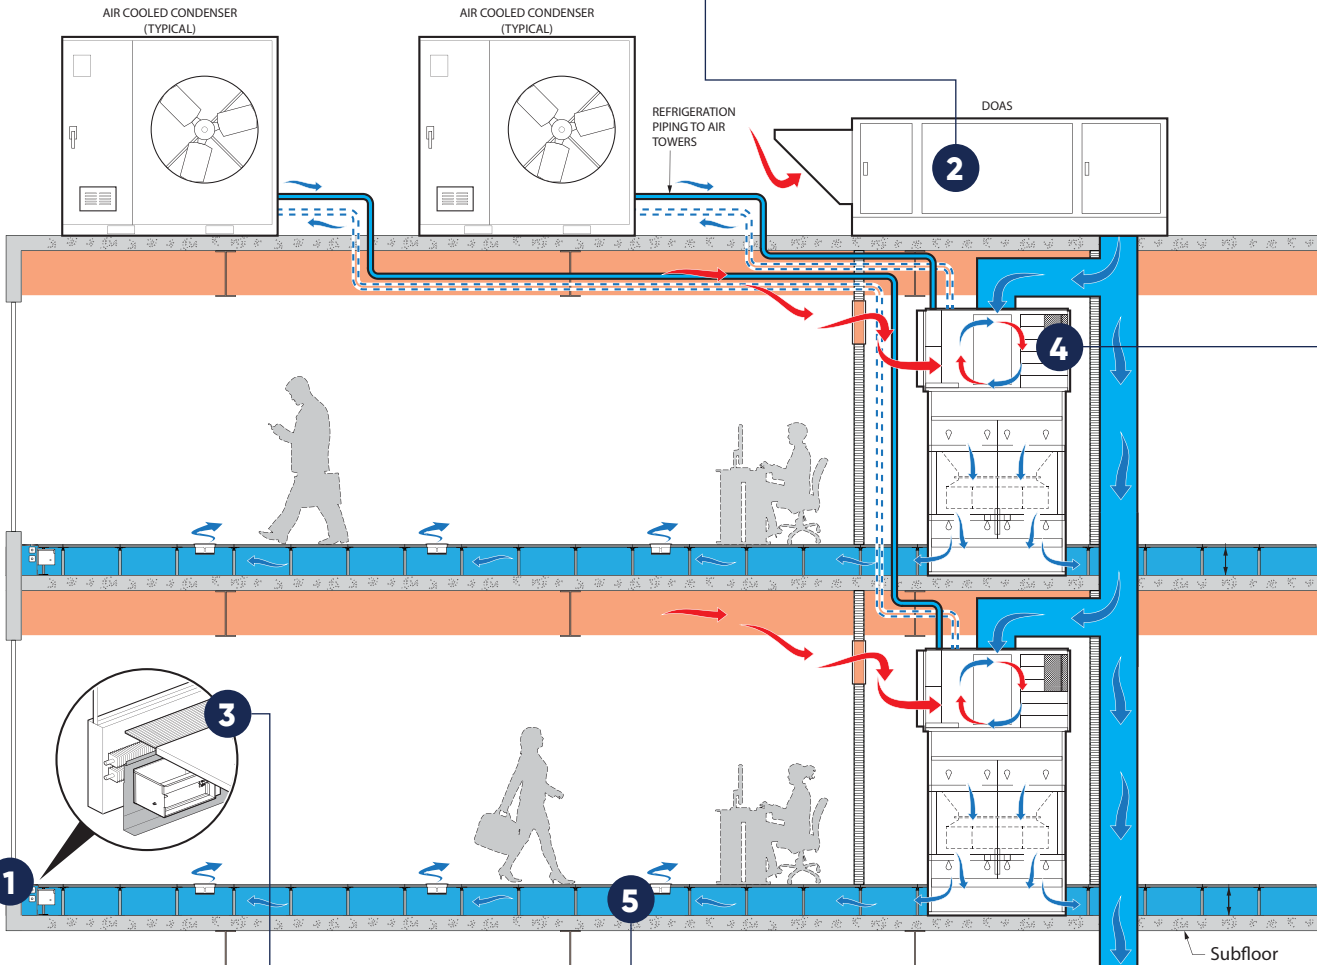 AIR COOLED CONDENSER
(TYPICAL)
AIR COOLED CONDENSER
(TYPICAL)
REFRIGERATION
PIPING TO AIR
TOWERS
DOAS
2
4
3
1
5
Subfloor